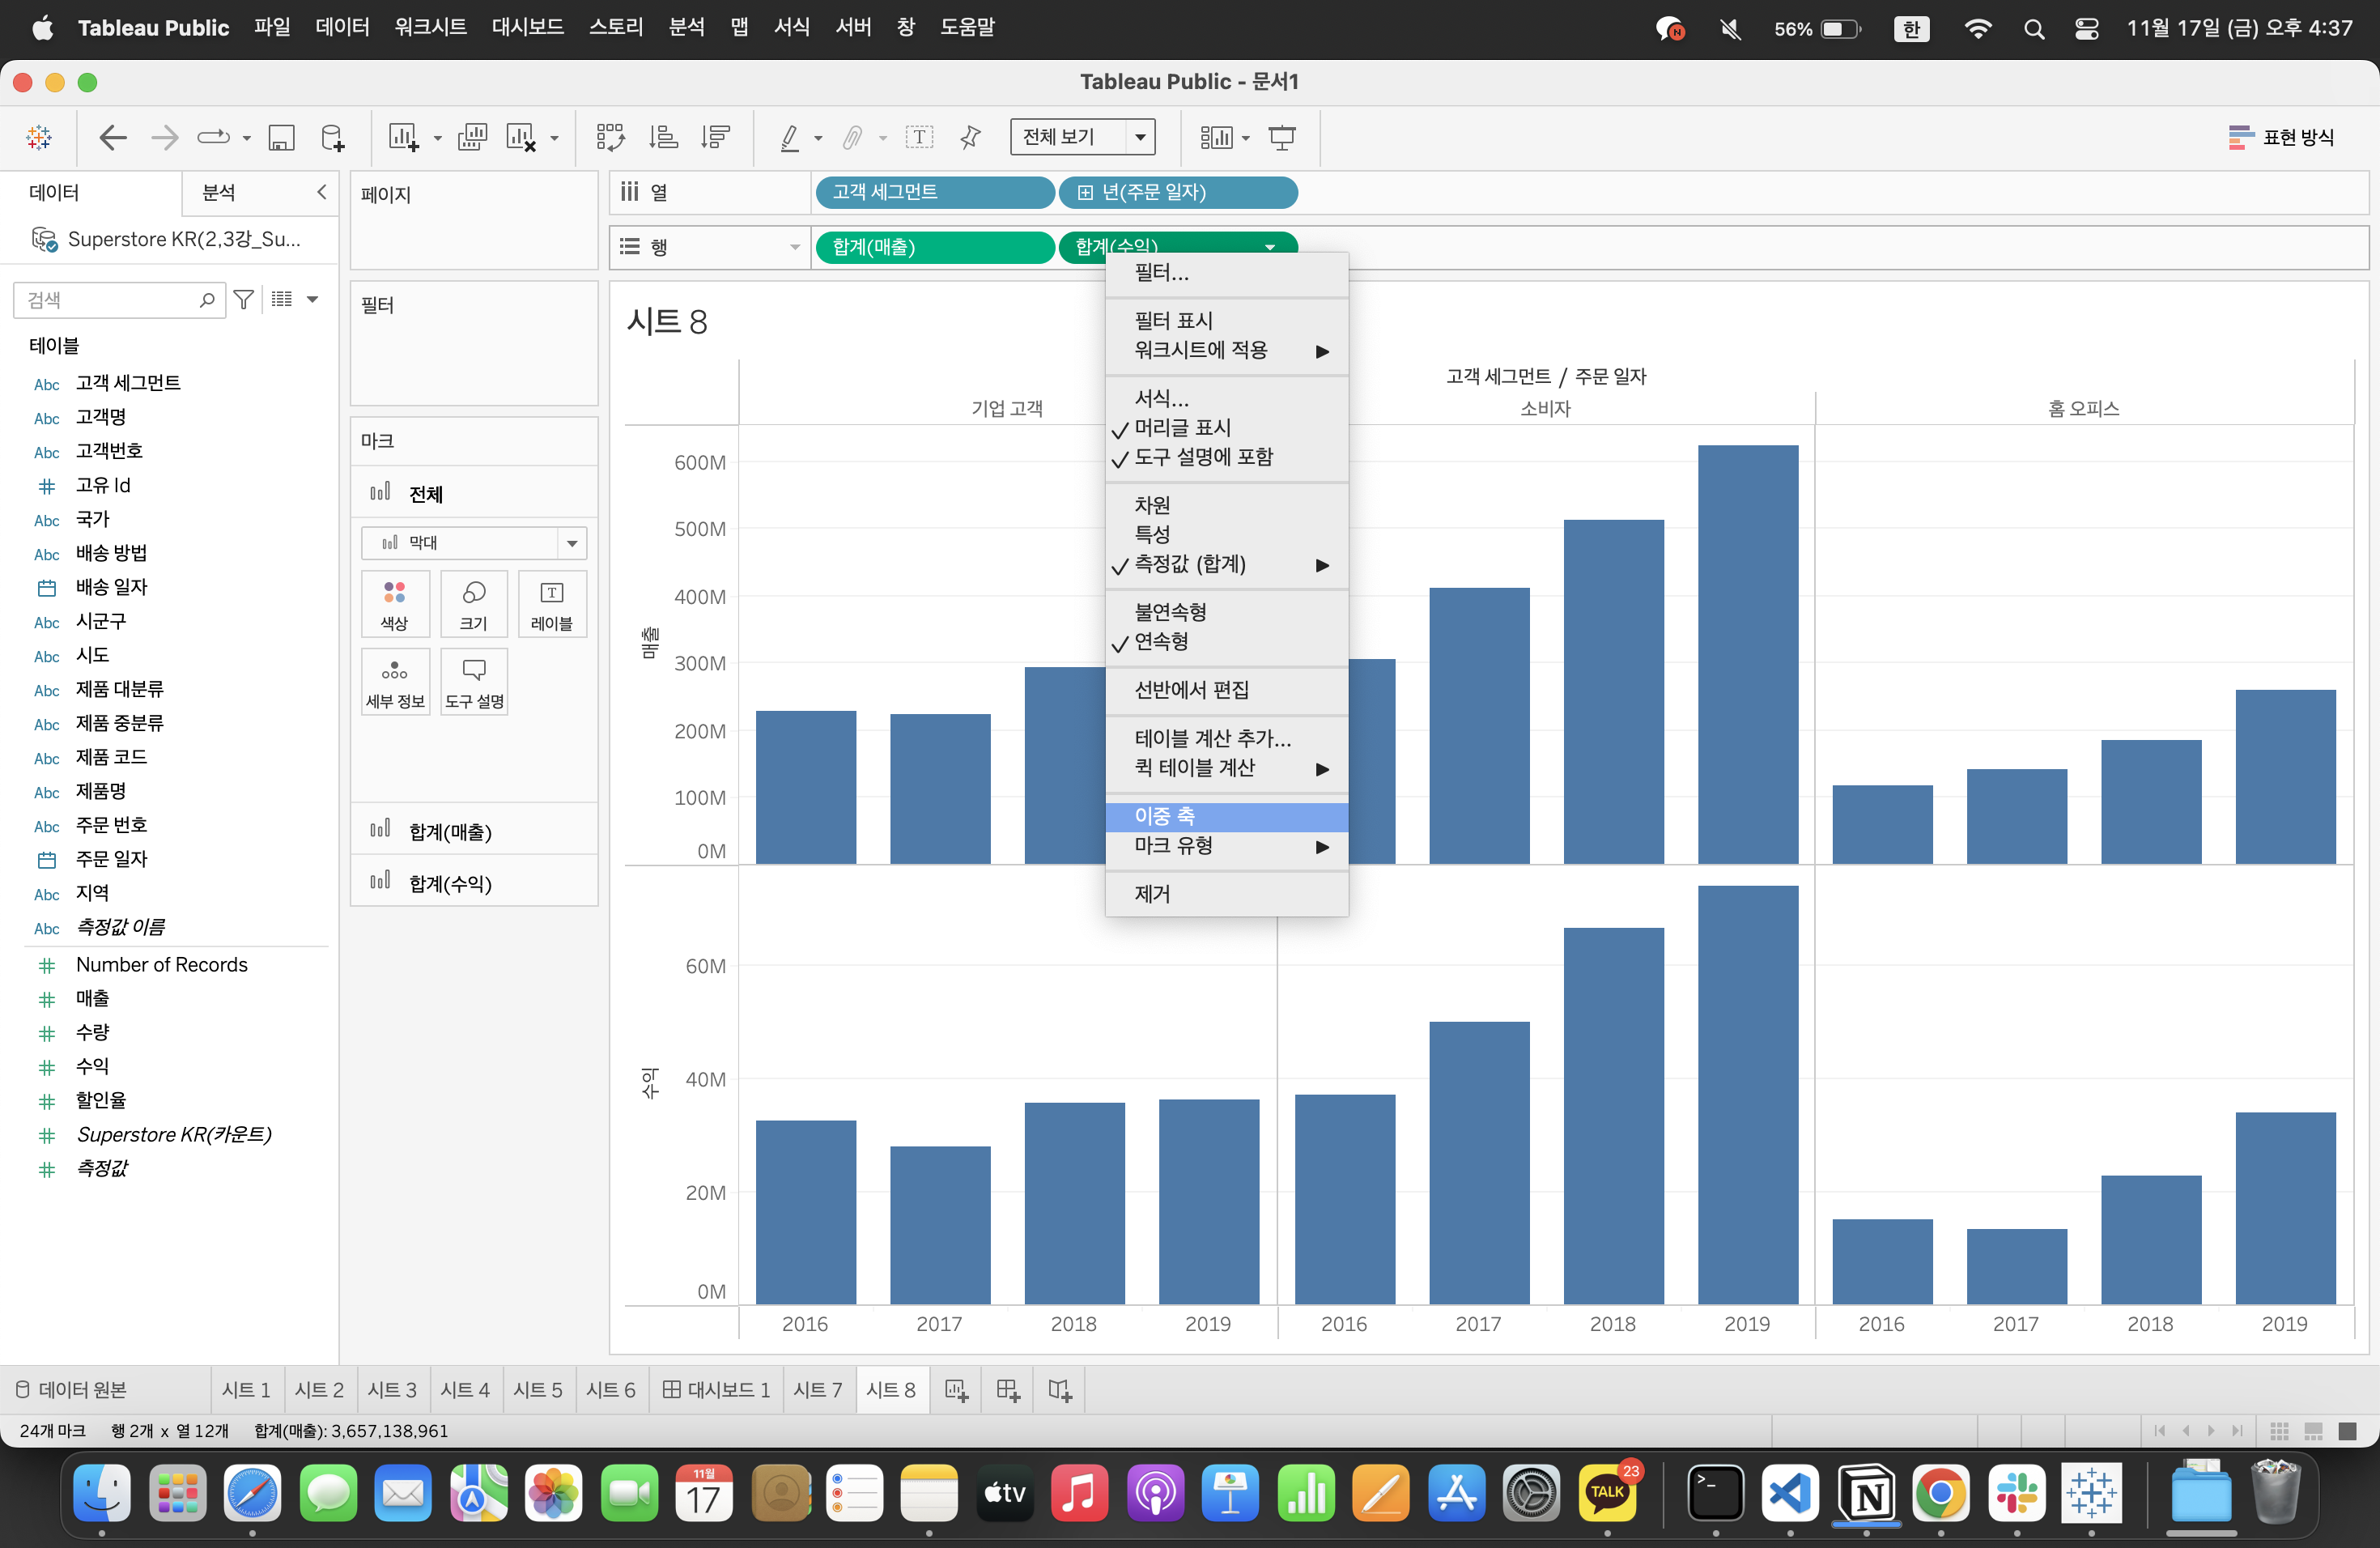 Tableau Public 파일 데이터 워크시트 대시보드 스토리 분석 맵 서식 서버 창 도움말 56% 한 11월 17일 (금) 오후 4:37
Tableau Public - 문서1
전체 보기 표현 방식
데이터 분석
Superstore KR(2,3강_Su...
검색
테이블
Abc 고객 세그먼트
Abc 고객명
Abc 고객번호
고유 Id
Abc 국가
Abc 배송 방법
배송 일자
Abc 시군구
Abc 시도
Abc 제품 대분류
Abc 제품 중분류
Abc 제품 코드
Abc 제품명
Abc 주문 번호
주문 일자
Abc 지역
Abc 측정값 이름
Number of Records
매출
수량
수익
할인율
Superstore KR(카운트)
측정값
페이지
필터
마크
전체
막대
색상 크기 레이블
세부 정보 도구 설명
합계(매출)
합계(수익)
열 고객 세그먼트 년(주문 일자)
행 합계(매출) 합계(수익)
시트 8
고객 세그먼트 / 주문 일자
기업 고객 소비자 홈 오피스
매출
600M
500M
400M
300M
200M
100M
0M
수익
60M
40M
20M
0M
2016 2017 2018 2019 2016 2017 2018 2019 2016 2017 2018 2019
필터...
필터 표시
워크시트에 적용
서식...
머리글 표시
도구 설명에 포함
차원
특성
측정값 (합계)
불연속형
연속형
선반에서 편집
테이블 계산 추가...
퀵 테이블 계산
이중 축
마크 유형
제거
데이터 원본 시트 1 시트 2 시트 3 시트 4 시트 5 시트 6 대시보드 1 시트 7 시트 8
24개 마크 행 2개 x 열 12개 합계(매출): 3,657,138,961
11월
17
tv
TALK
23